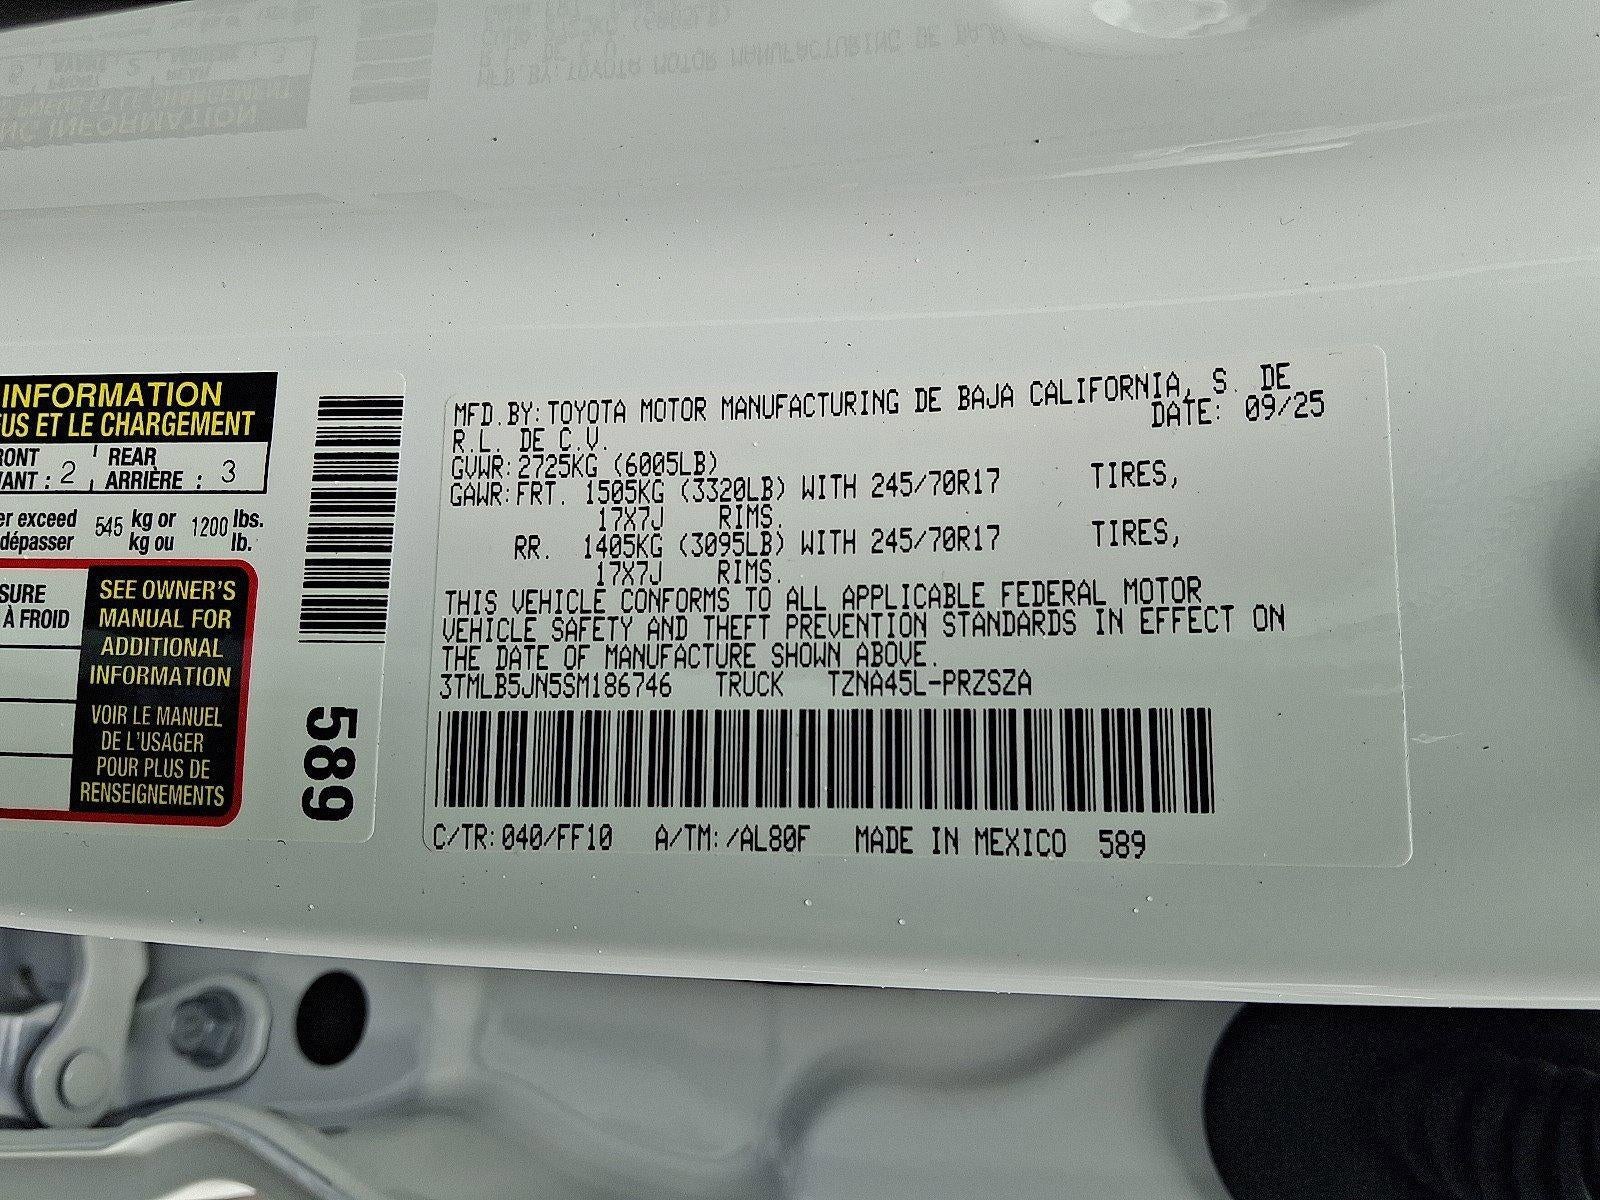 INFORMATION
US ET LE CHARGEMENT
RONT 2 REAR
VANT : ARRIÈRE : 3
er exceed 545 kg or 1200 lbs.
dépasser kg ou lb.
SURE
À FROID
SEE OWNER'S
MANUAL FOR
ADDITIONAL
INFORMATION
VOIR LE MANUEL
DE L'USAGER
POUR PLUS DE
RENSEIGNEMENTS
589
MFD.BY:TOYOTA MOTOR MANUFACTURING DE BAJA CALIFORNIA, S. DE
R.L. DE C.V. DATE: 09/25
GVWR:2725KG (6005LB)
GAWR:FRT. 1505KG (3320LB) WITH 245/70R17 TIRES,
17X7J RIMS.
RR. 1405KG (3095LB) WITH 245/70R17 TIRES,
17X7J RIMS.
THIS VEHICLE CONFORMS TO ALL APPLICABLE FEDERAL MOTOR
VEHICLE SAFETY AND THEFT PREVENTION STANDARDS IN EFFECT ON
THE DATE OF MANUFACTURE SHOWN ABOVE.
3TMLB5JN5SM186746 TRUCK TZNA45L-PRZSZA
C/TR:040/FF10 A/TM:/AL80F MADE IN MEXICO 589